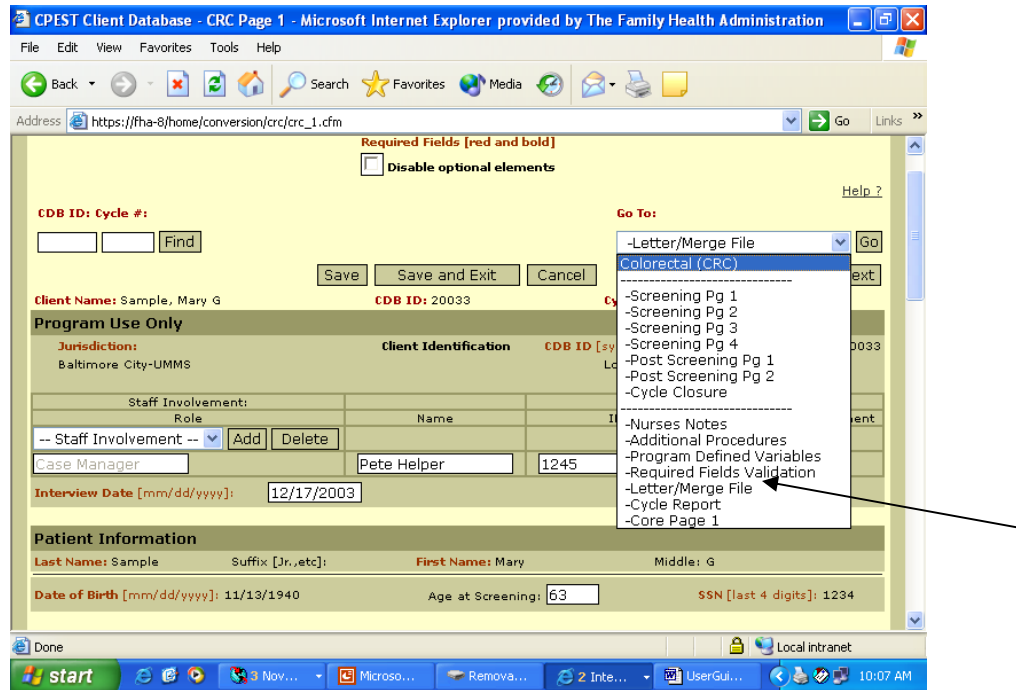 CPEST Client Database - CRC Page 1 - Microsoft Internet Explorer provided by The Family Health Administration
File Edit View Favorites Tools Help
Back Search Favorites Media
Address https://fha-8/home/conversion/crc/crc_1.cfm Go Links »
Required Fields [red and bold]
Disable optional elements
Help ?
CDB ID: Cycle #: Go To:
Find -Letter/Merge File Go
Colorectal (CRC)
Save Save and Exit Cancel ext
------------------------------
-Screening Pg 1
Client Name: Sample, Mary G CDB ID: 20033 Cy
-Screening Pg 2
Program Use Only -Screening Pg 3
Jurisdiction: Client Identification CDB ID [sy -Screening Pg 4 0033
Baltimore City-UMMS Lo -Post Screening Pg 1
-Post Screening Pg 2
-Cycle Closure
Staff Involvement: ------------------------------
Role Name I -Nurses Notes ent
-- Staff Involvement -- Add Delete -Additional Procedures
-Program Defined Variables
Case Manager Pete Helper 1245 -Required Fields Validation
Interview Date [mm/dd/yyyy]: 12/17/2003 -Letter/Merge File
-Cycle Report
-Core Page 1
Patient Information
Last Name: Sample Suffix [Jr.,etc]: First Name: Mary Middle: G
Date of Birth [mm/dd/yyyy]: 11/13/1940 Age at Screening: 63 SSN [last 4 digits]: 1234
Done Local intranet
start 3 Nov... Microso... Remova... 2 Inte... UserGui... 10:07 AM